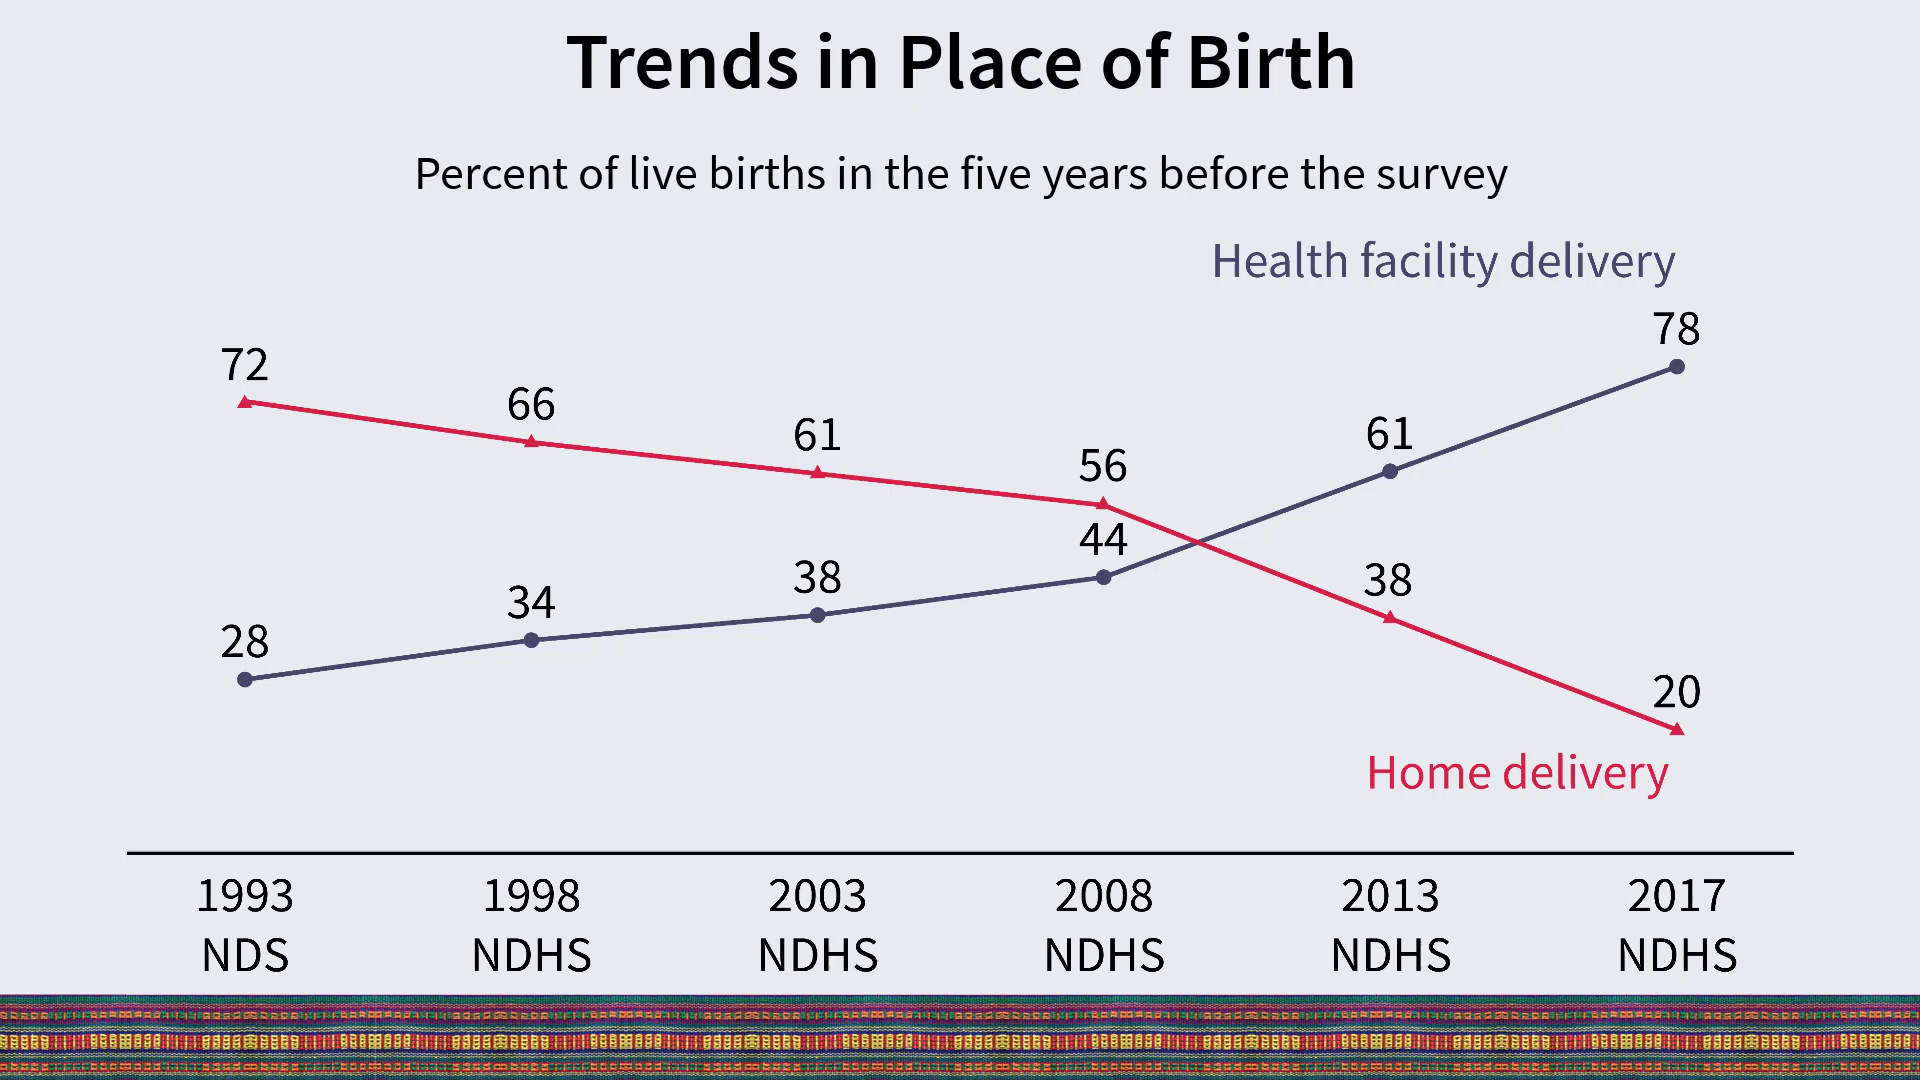 Trends in Place of Birth
Percent of live births in the five years before the survey
Health facility delivery
78
72
66
61
61
56
44
38
38
34
28
20
Home delivery
1993 1998 2003 2008 2013 2017
NDS NDHS NDHS NDHS NDHS NDHS